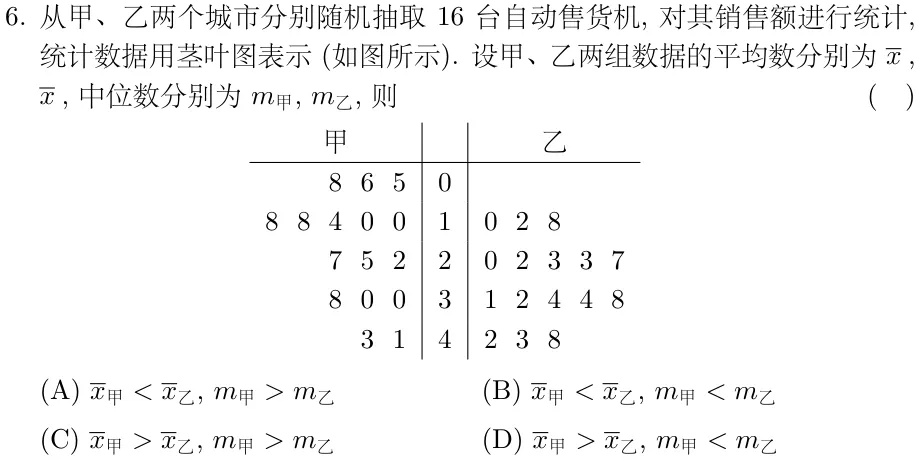 6. 从甲、乙两个城市分别随机抽取 16 台自动售货机, 对其销售额进行统计,
统计数据用茎叶图表示 (如图所示). 设甲、乙两组数据的平均数分别为 x̅ ,
x̅ , 中位数分别为 m甲, m乙, 则 ( )
甲 乙
8 6 5 0
8 8 4 0 0 1 0 2 8
7 5 2 2 0 2 3 3 7
8 0 0 3 1 2 4 4 8
3 1 4 2 3 8
(A) x̅甲 < x̅乙, m甲 > m乙 (B) x̅甲 < x̅乙, m甲 < m乙
(C) x̅甲 > x̅乙, m甲 > m乙 (D) x̅甲 > x̅乙, m甲 < m乙